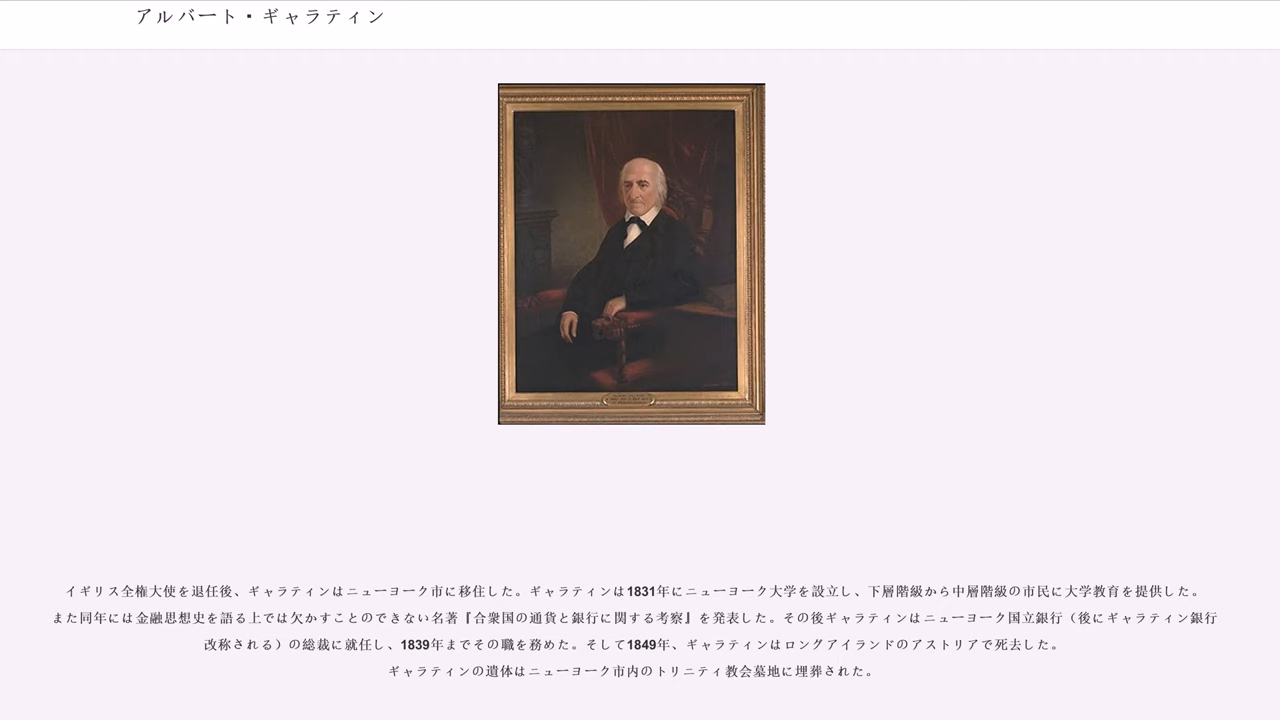 アルバート・ギャラティン
イギリス全権大使を退任後、ギャラティンはニューヨーク市に移住した。ギャラティンは1831年にニューヨーク大学を設立し、下層階級から中層階級の市民に大学教育を提供した。
また同年には金融思想史を語る上では欠かすことのできない名著『合衆国の通貨と銀行に関する考察』を発表した。その後ギャラティンはニューヨーク国立銀行（後にギャラティン銀行
改称される）の総裁に就任し、1839年までその職を務めた。そして1849年、ギャラティンはロングアイランドのアストリアで死去した。
ギャラティンの遺体はニューヨーク市内のトリニティ教会墓地に埋葬された。